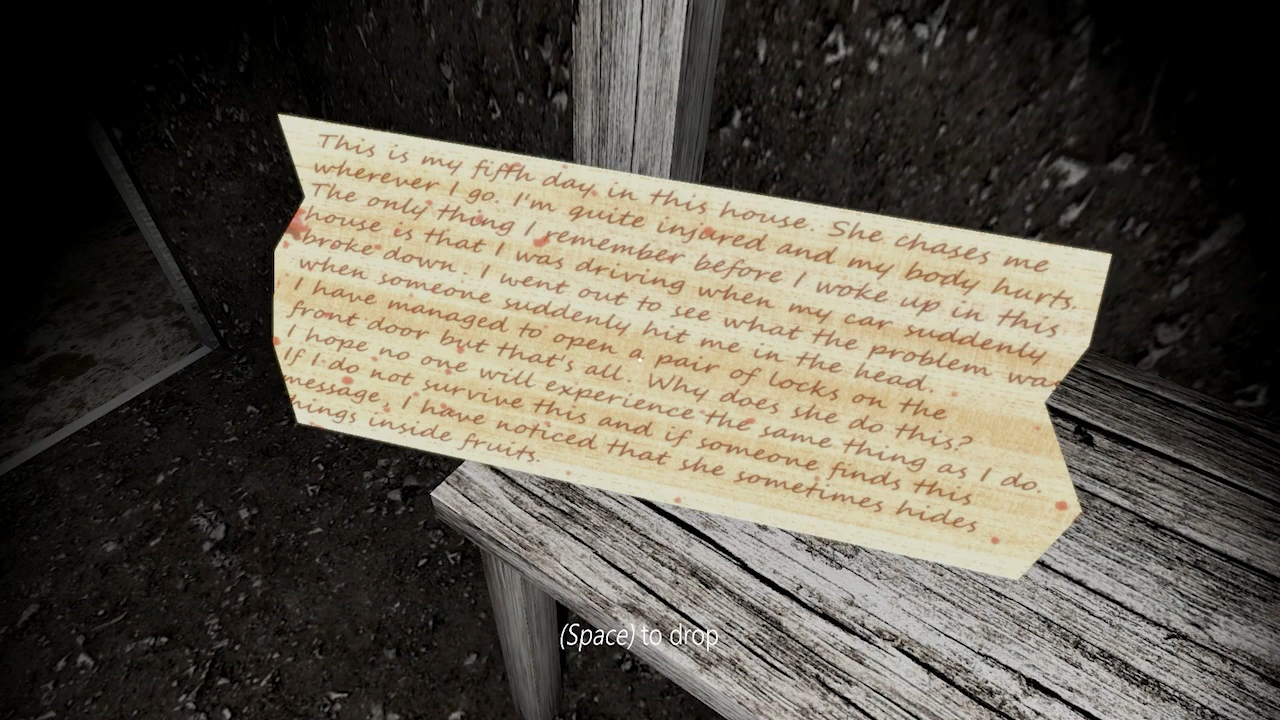 This is my fifth day in this house. She chases me
wherever I go. I'm quite injured and my body hurts.
The only thing I remember before I woke up in this
house is that I was driving when my car suddenly
broke down. I went out to see what the problem was
when someone suddenly hit me in the head.
I have managed to open a pair of locks on the
front door but that's all. Why does she do this?
I hope no one will experience the same thing as I do.
If I do not survive this and if someone finds this
message, I have noticed that she sometimes hides
things inside fruits.
(Space) to drop